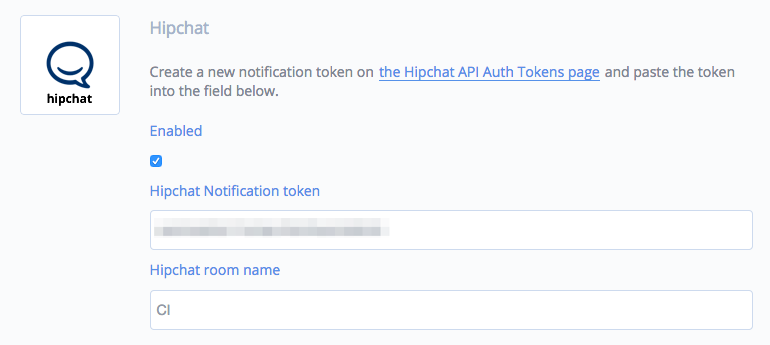 Hipchat
hipchat
Create a new notification token on the Hipchat API Auth Tokens page and paste the token
into the field below.
Enabled
Hipchat Notification token
Hipchat room name
CI